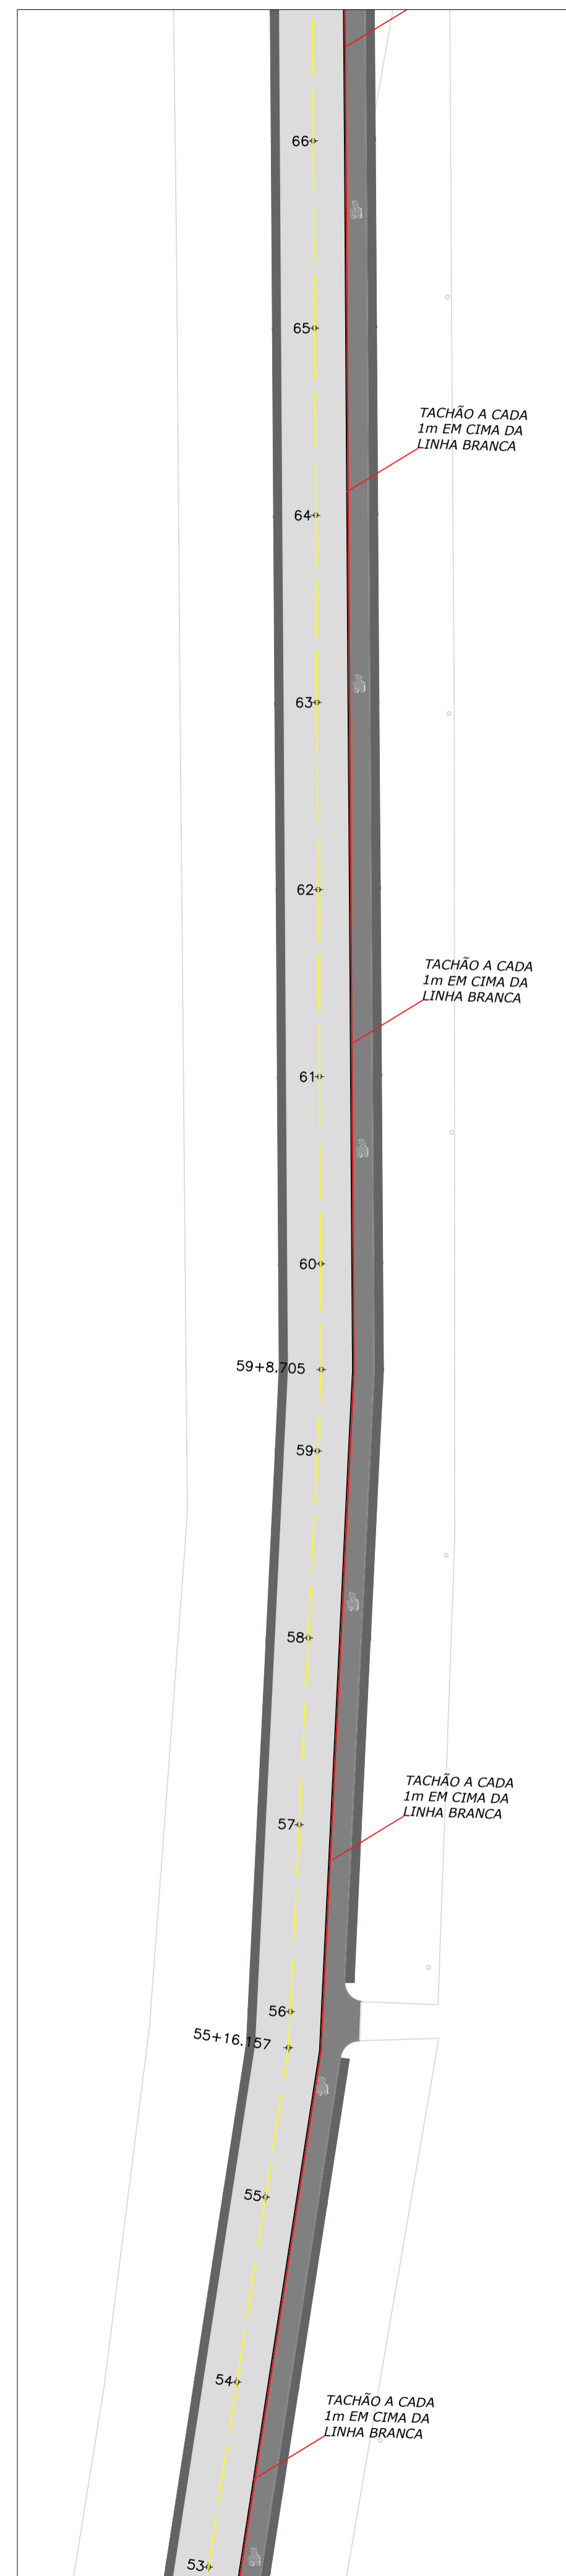 66
65
TACHÃO A CADA
1m EM CIMA DA
LINHA BRANCA
64
63
62
TACHÃO A CADA
1m EM CIMA DA
LINHA BRANCA
61
60
59+8.705
59
58
TACHÃO A CADA
1m EM CIMA DA
LINHA BRANCA
57
56
55+16.157
55
54
TACHÃO A CADA
1m EM CIMA DA
LINHA BRANCA
53